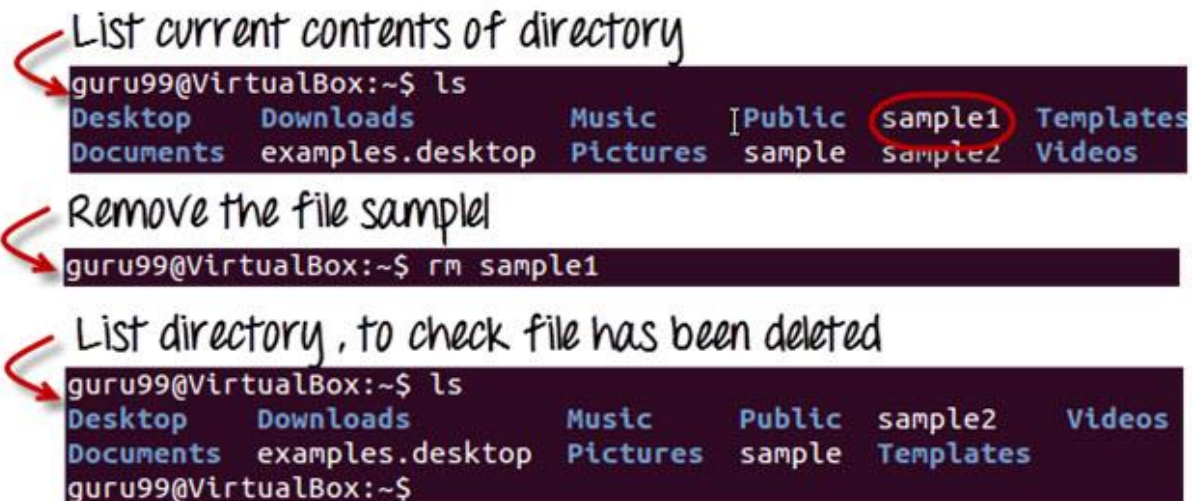 List current contents of directory
guru99@VirtualBox:~$ ls
Desktop Downloads Music Public sample1 Templates
Documents examples.desktop Pictures sample sample2 Videos
Remove the file sample1
guru99@VirtualBox:~$ rm sample1
List directory , to check file has been deleted
guru99@VirtualBox:~$ ls
Desktop Downloads Music Public sample2 Videos
Documents examples.desktop Pictures sample Templates
guru99@VirtualBox:~$